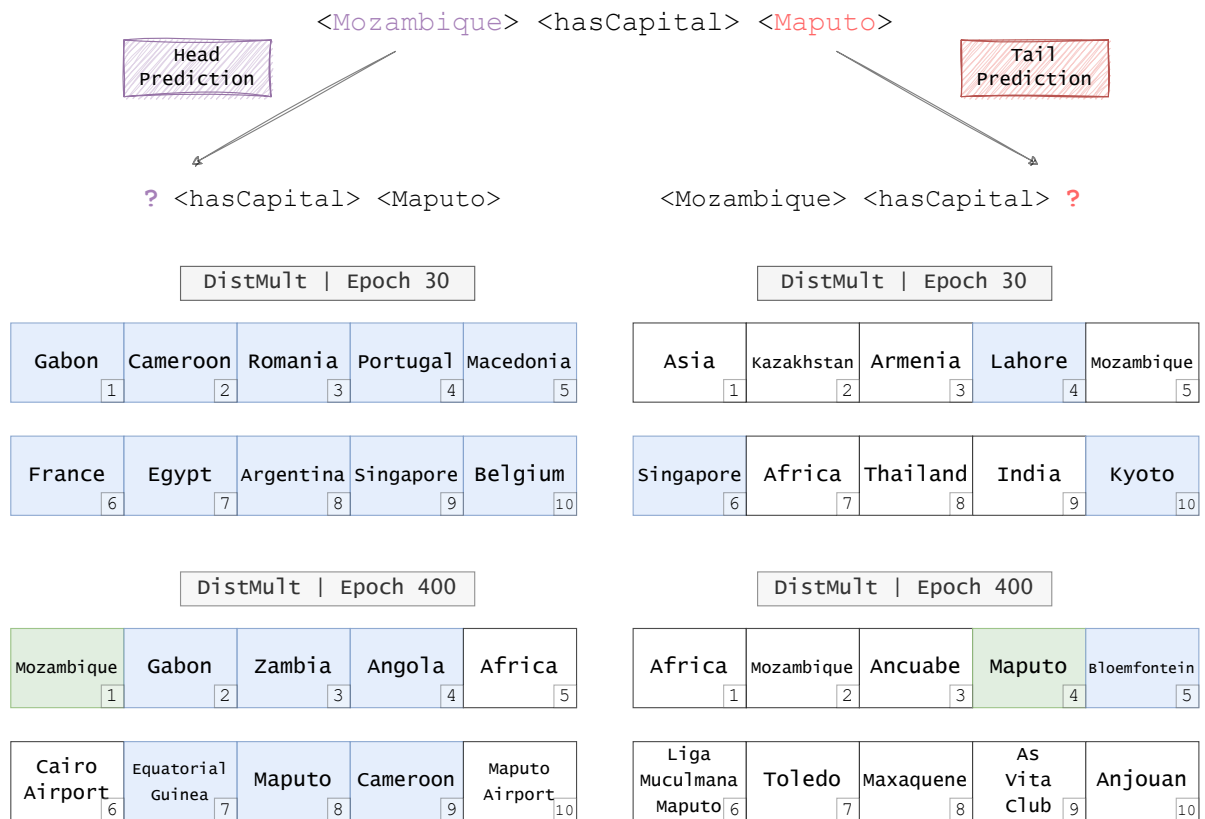 <Mozambique> <hasCapital> <Maputo>
Head
Prediction
Tail
Prediction
? <hasCapital> <Maputo>
<Mozambique> <hasCapital> ?
DistMult | Epoch 30
Gabon 1 Cameroon 2 Romania 3 Portugal 4 Macedonia 5
France 6 Egypt 7 Argentina 8 Singapore 9 Belgium 10
DistMult | Epoch 30
Asia 1 Kazakhstan 2 Armenia 3 Lahore 4 Mozambique 5
Singapore 6 Africa 7 Thailand 8 India 9 Kyoto 10
DistMult | Epoch 400
Mozambique 1 Gabon 2 Zambia 3 Angola 4 Africa 5
Cairo Airport 6 Equatorial Guinea 7 Maputo 8 Cameroon 9 Maputo Airport 10
DistMult | Epoch 400
Africa 1 Mozambique 2 Ancuabe 3 Maputo 4 Bloemfontein 5
Liga Muculmana Maputo 6 Toledo 7 Maxaquene 8 As Vita Club 9 Anjouan 10